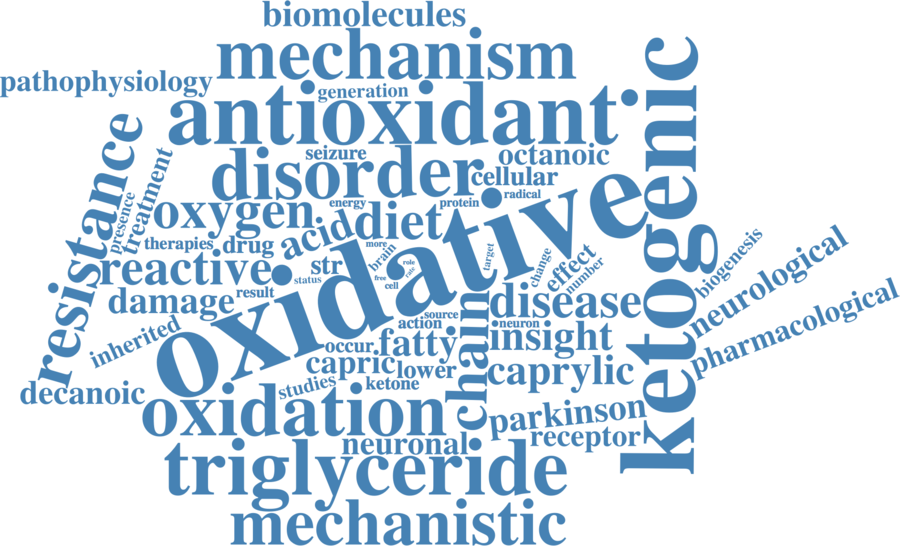 biomolecules
mechanism
pathophysiology
generation
antioxidant
ketogenic
resistance
seizure
octanoic
disorder
cellular
treatment
presence
radical
energy
protein
oxygen
acid
diet
oxidative
therapies
drug
more
brain
target
change
effect
number
biogenesis
neurological
reactive
str
status
role
rate
free
cell
damage
result
source
disease
pharmacological
inherited
action
neuron
chain
insight
occur
fatty
capric
lower
caprylic
decanoic
studies
ketone
oxidation
parkinson
neuronal
receptor
triglyceride
mechanistic